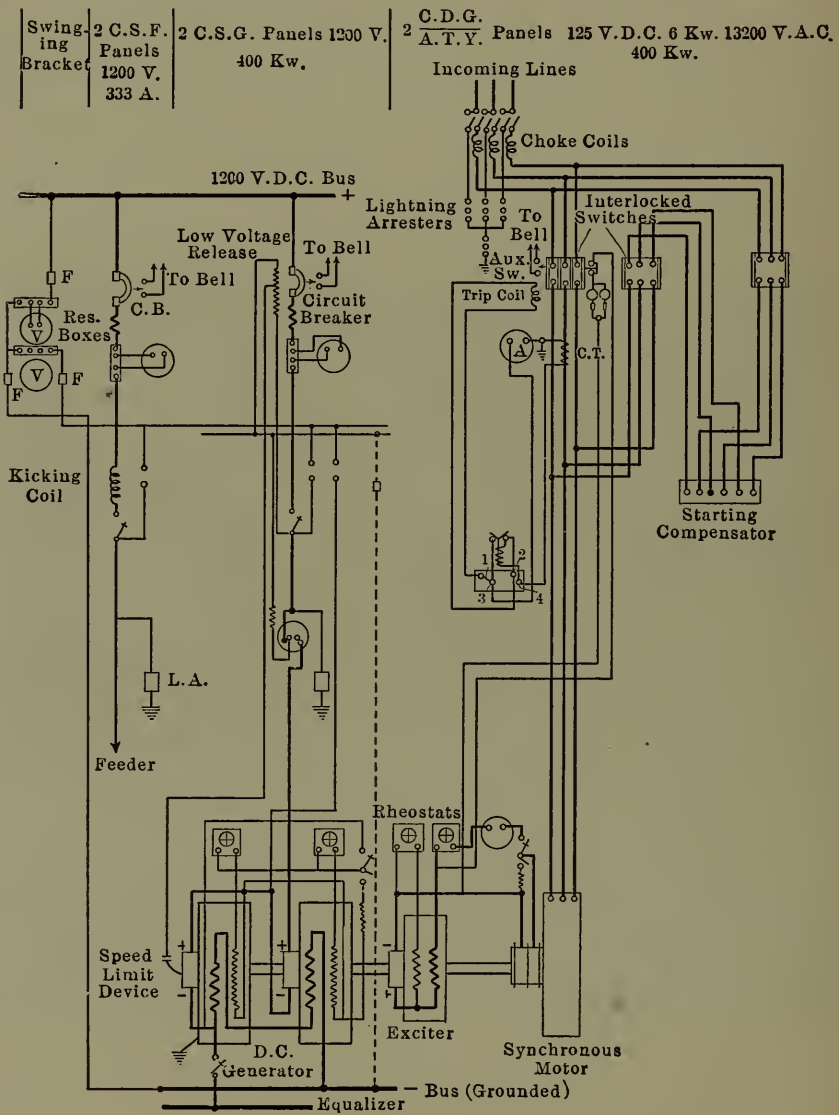 Swing-
ing
Bracket
2 C.S.F.
Panels
1200 V.
333 A.
2 C.S.G. Panels 1200 V.
400 Kw.
2 C.D.G. / A.T.Y. Panels 125 V.D.C. 6 Kw. 13200 V.A.C.
400 Kw.
Incoming Lines
Choke Coils
1200 V.D.C. Bus +
Lightning
Arresters
To
Bell
Interlocked
Switches
Low Voltage
Release
To Bell
Aux.
Sw.
F
To Bell
C.B.
Circuit
Breaker
Trip Coil
Res.
Boxes
V
V
A
C.T.
F
F
Kicking
Coil
Starting
Compensator
1
2
3
4
L.A.
Feeder
Rheostats
+
+
-
Speed
Limit
Device
-
-
+
Exciter
D.C.
Generator
Synchronous
Motor
- Bus (Grounded)
Equalizer